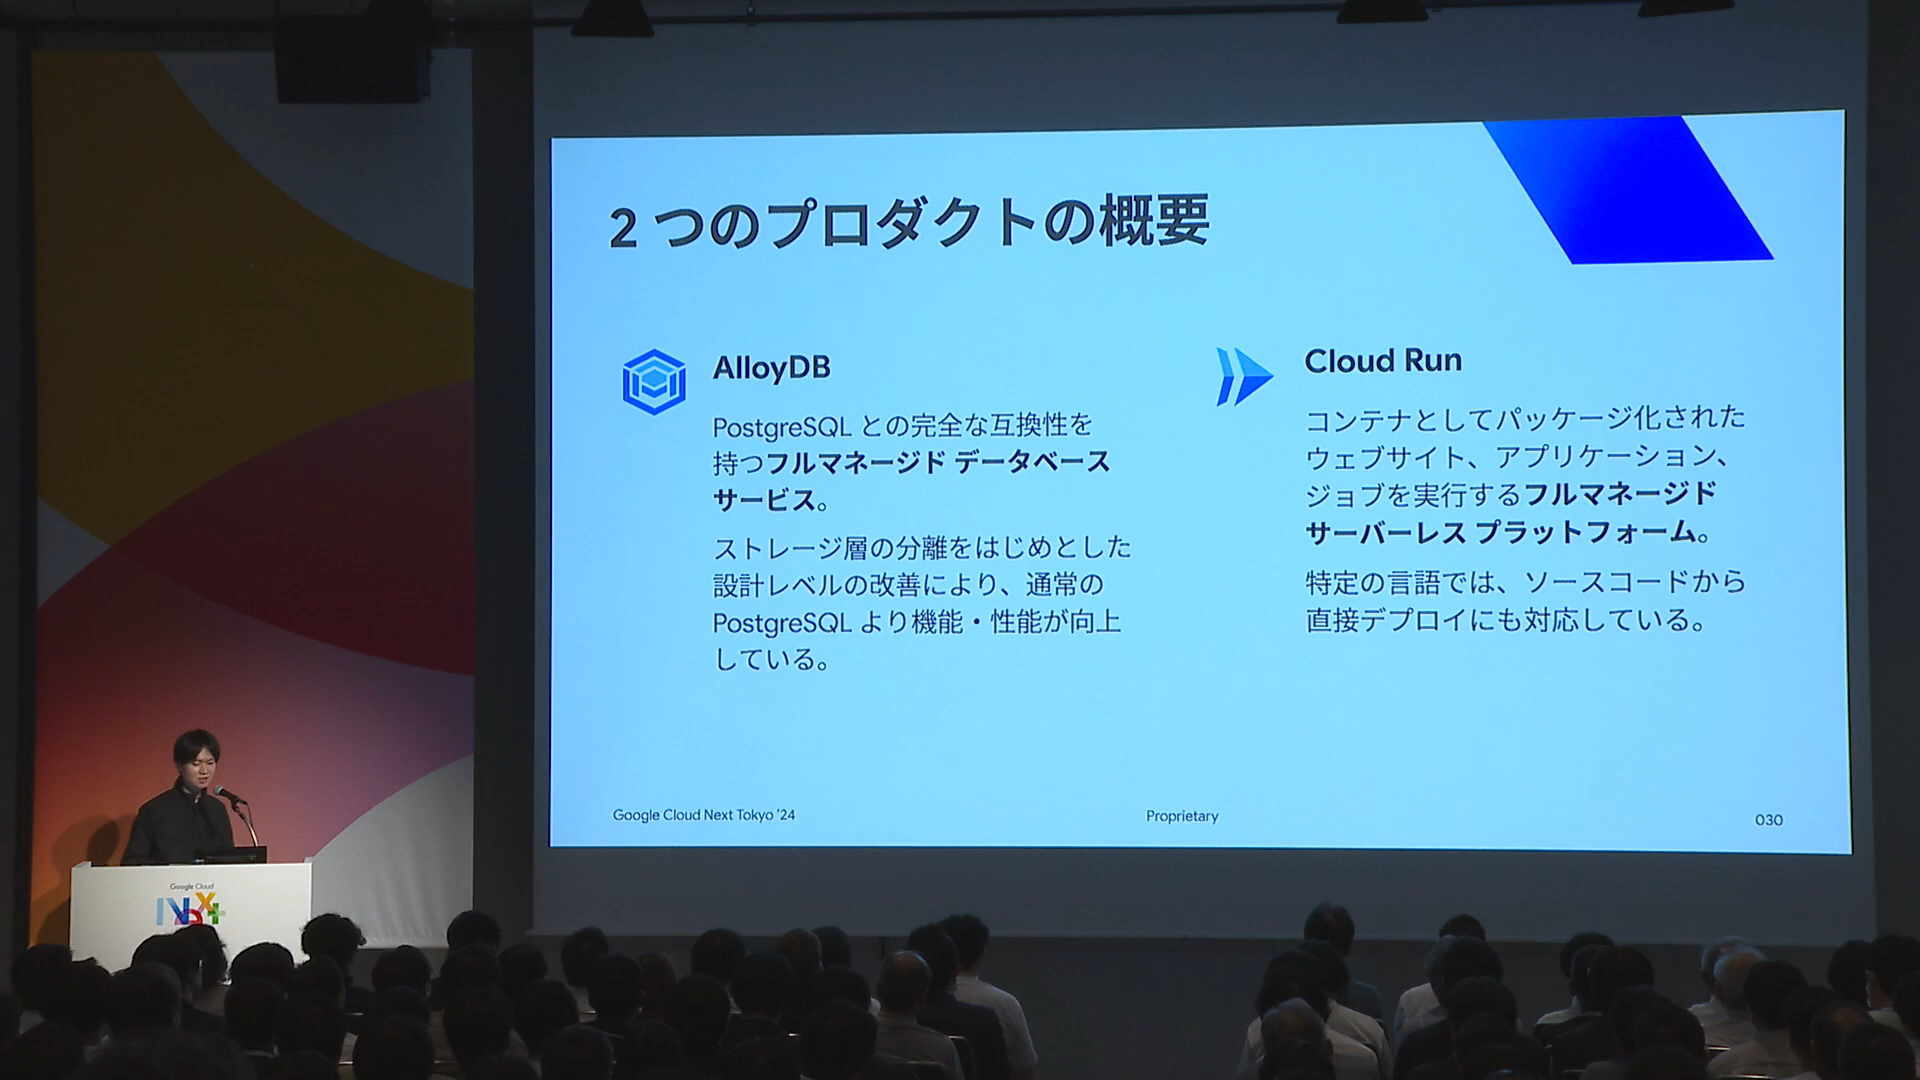 2 つのプロダクトの概要
AlloyDB
PostgreSQL との完全な互換性を
持つフルマネージド データベース
サービス。
ストレージ層の分離をはじめとした
設計レベルの改善により、通常の
PostgreSQL より機能・性能が向上
している。
Cloud Run
コンテナとしてパッケージ化された
ウェブサイト、アプリケーション、
ジョブを実行するフルマネージド
サーバーレス プラットフォーム。
特定の言語では、ソースコードから
直接デプロイにも対応している。
Google Cloud Next Tokyo '24
Proprietary
030
Google Cloud
Next